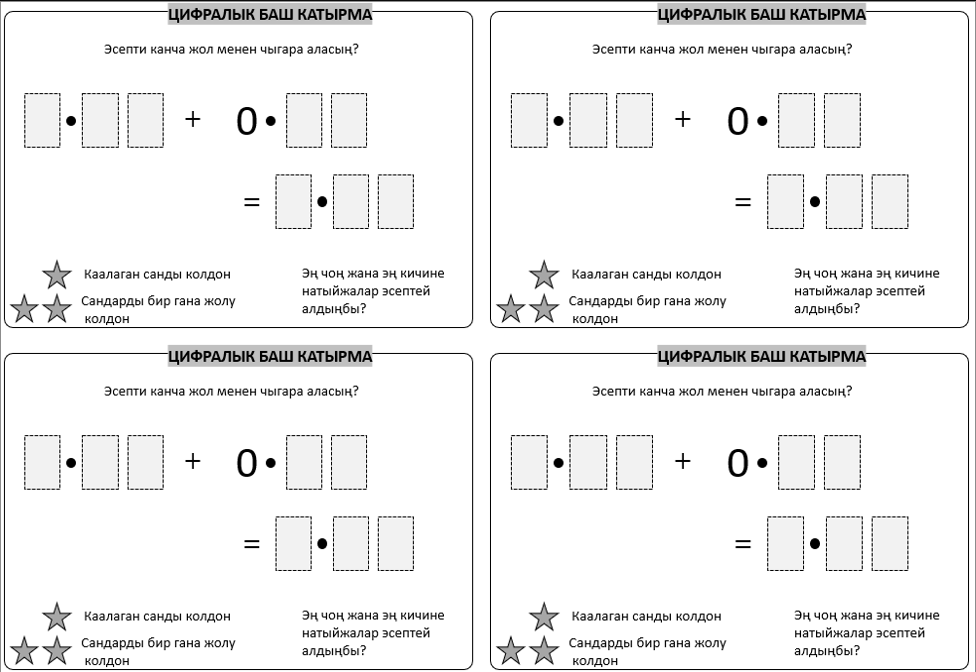 ЦИФРАЛЫК БАШ КАТЫРМА
Эсепти канча жол менен чыгара аласың?
+ 0
=
Каалаган санды колдон
Сандарды бир гана жолу
колдон
Эң чоң жана эң кичине
натыйжалар эсептей
алдыңбы?
ЦИФРАЛЫК БАШ КАТЫРМА
Эсепти канча жол менен чыгара аласың?
+ 0
=
Каалаган санды колдон
Сандарды бир гана жолу
колдон
Эң чоң жана эң кичине
натыйжалар эсептей
алдыңбы?
ЦИФРАЛЫК БАШ КАТЫРМА
Эсепти канча жол менен чыгара аласың?
+ 0
=
Каалаган санды колдон
Сандарды бир гана жолу
колдон
Эң чоң жана эң кичине
натыйжалар эсептей
алдыңбы?
ЦИФРАЛЫК БАШ КАТЫРМА
Эсепти канча жол менен чыгара аласың?
+ 0
=
Каалаган санды колдон
Сандарды бир гана жолу
колдон
Эң чоң жана эң кичине
натыйжалар эсептей
алдыңбы?